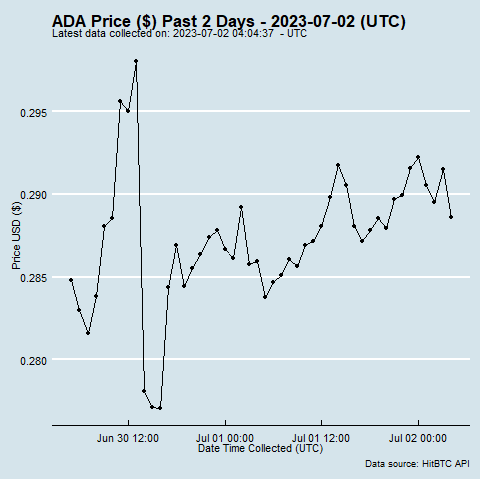 ADA Price ($) Past 2 Days - 2023-07-02 (UTC)
Latest data collected on: 2023-07-02 04:04:37  - UTC
0.295
0.290
0.285
0.280
Price USD ($)
Jun 30 12:00 Jul 01 00:00 Jul 01 12:00 Jul 02 00:00
Date Time Collected (UTC)
Data source: HitBTC API